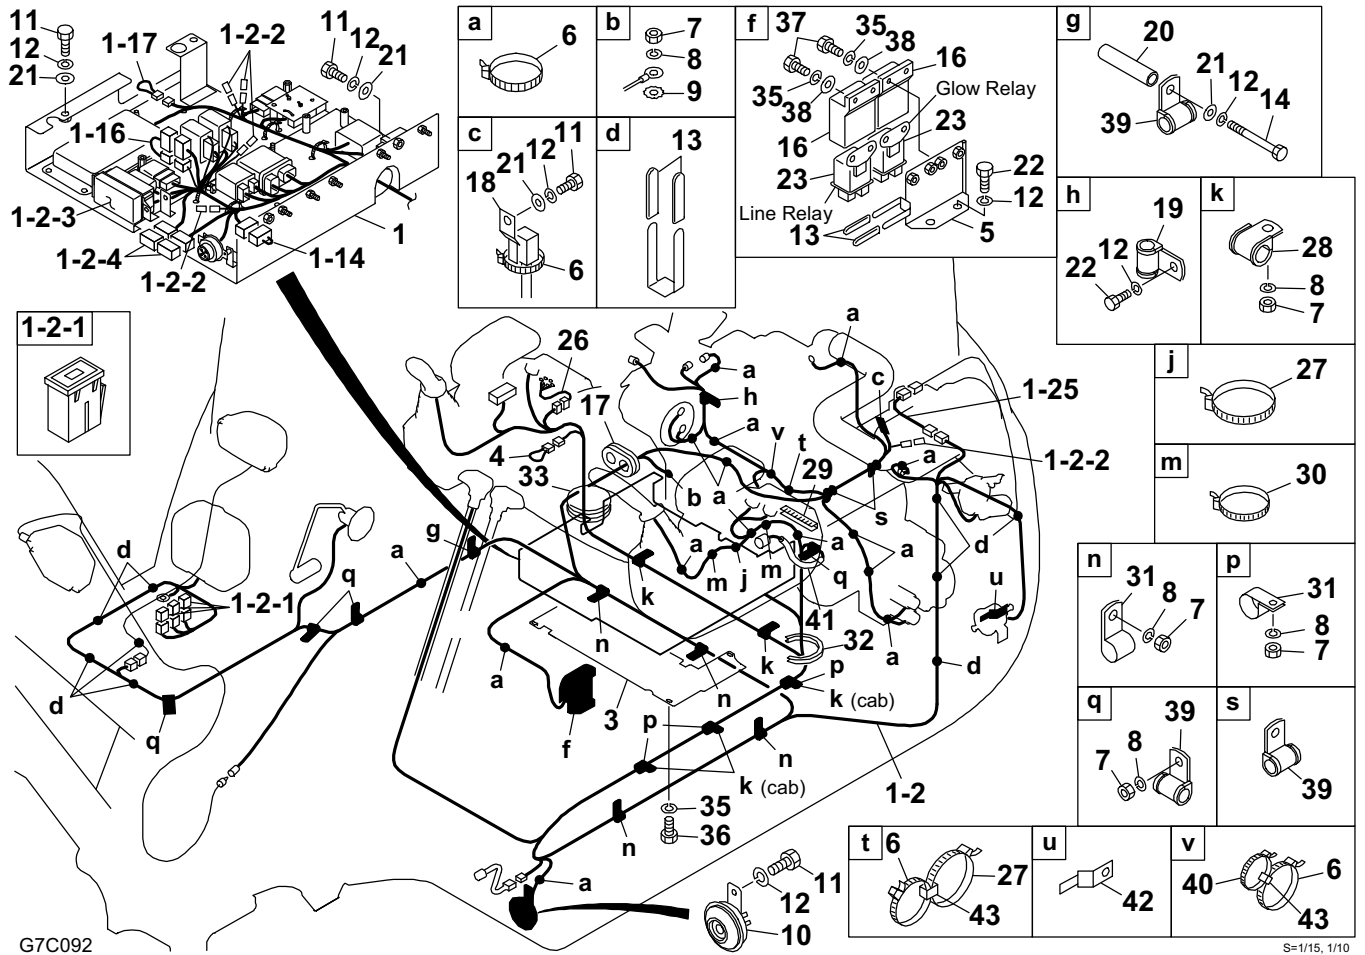 11
12
21
1-17
1-2-2
11
12
21
1-16
1-2-3
1-2-4
1-2-2
1-14
1
a
6
b
7
8
9
c
18
21
12
11
6
d
13
f
37
35
38
16
Glow Relay
35
38
16
23
23
22
12
Line Relay
13
5
g
20
21
12
14
39
h
19
12
22
k
28
8
7
j
27
m
30
n
31
8
7
p
31
8
7
q
39
8
7
s
39
t
6
27
43
u
42
v
40
6
43
1-2-1
26
17
4
33
a
h
a
a
c
1-25
1-2-2
v
t
29
a
b
a
s
a
d
g
a
q
d
1-2-1
k
a
m
j
m
a
q
41
u
32
a
d
n
k
n
p
k (cab)
d
q
a
f
3
p
n
k (cab)
1-2
n
35
36
a
11
12
10
G7C092
S=1/15, 1/10